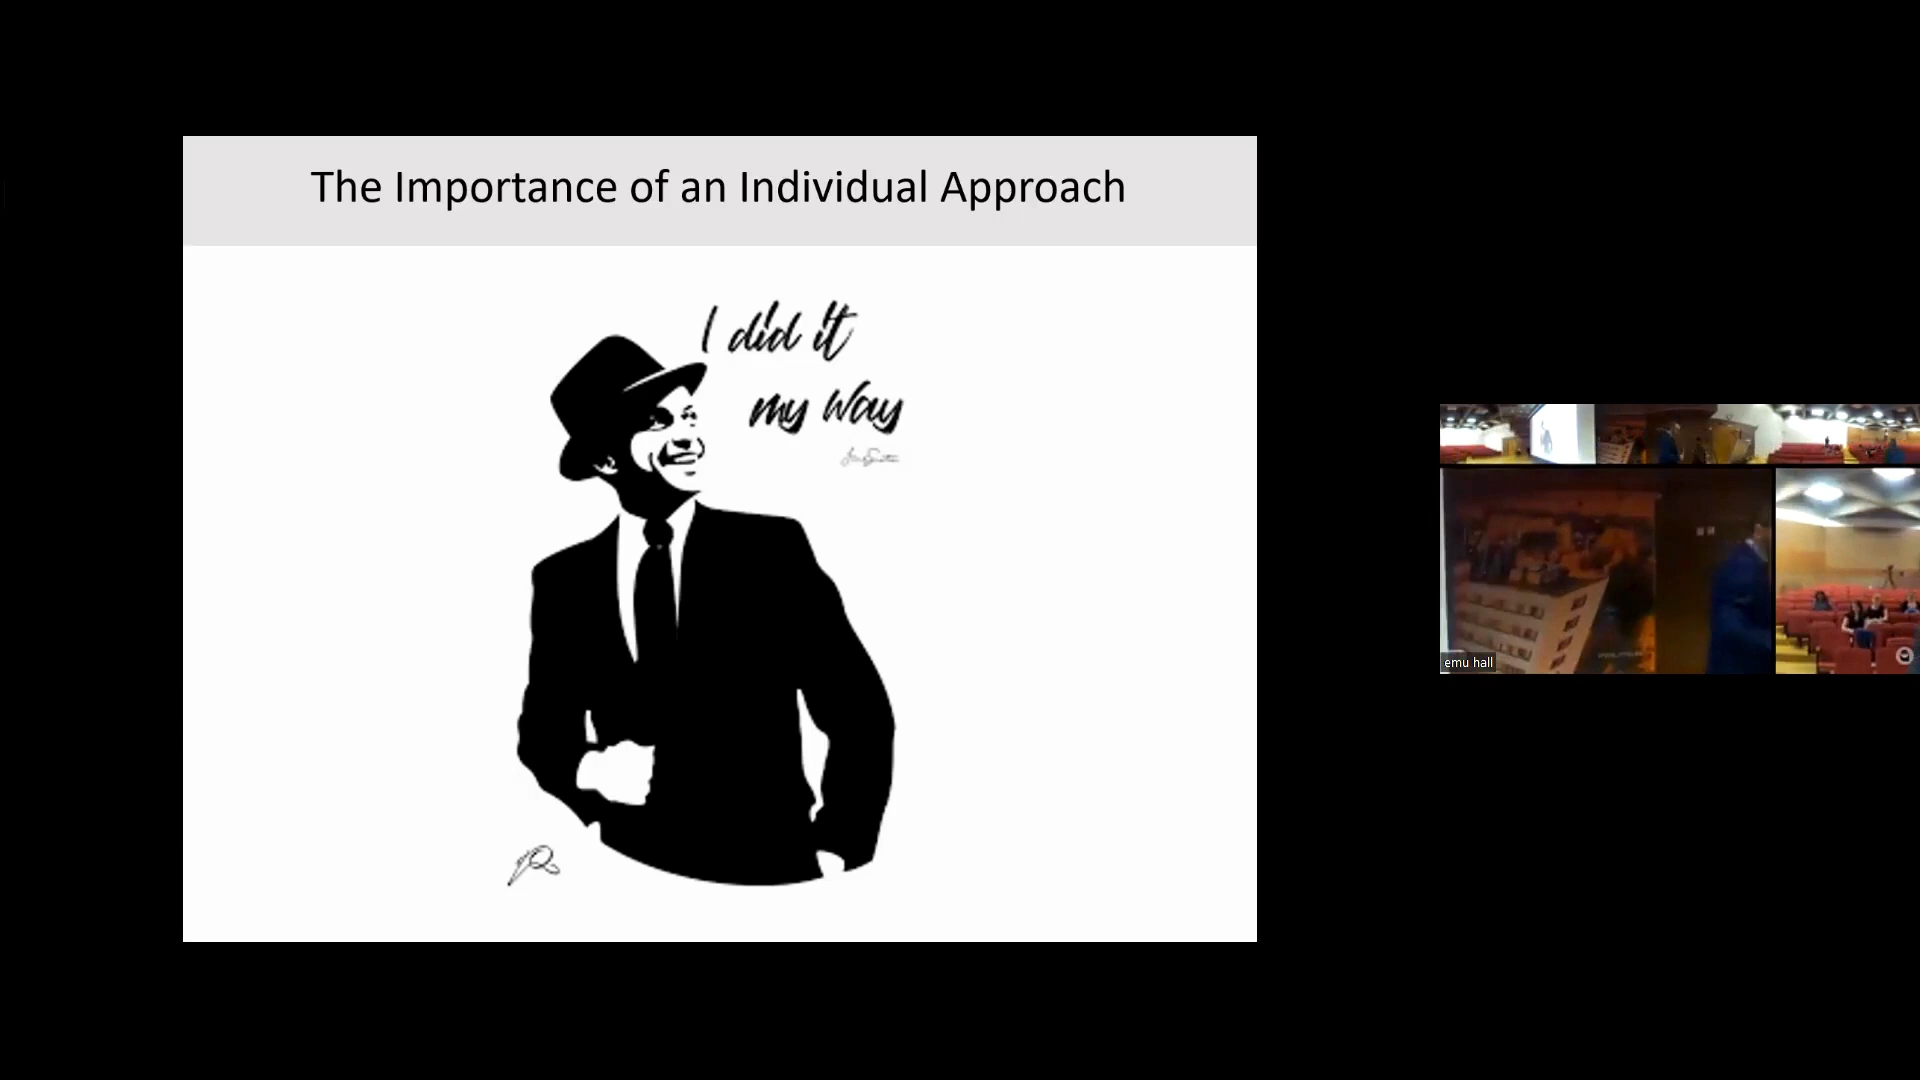 The Importance of an Individual Approach
I did it
my way
emu hall